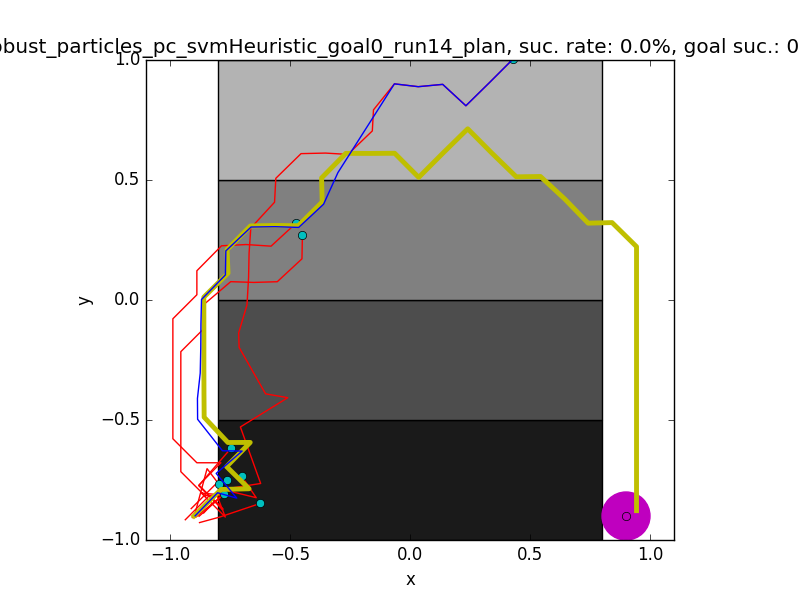 obust_particles_pc_svmHeuristic_goal0_run14_plan, suc. rate: 0.0%, goal suc.: 0
1.0
0.5
0.0
−0.5
−1.0
y
−1.0 −0.5 0.0 0.5 1.0
x